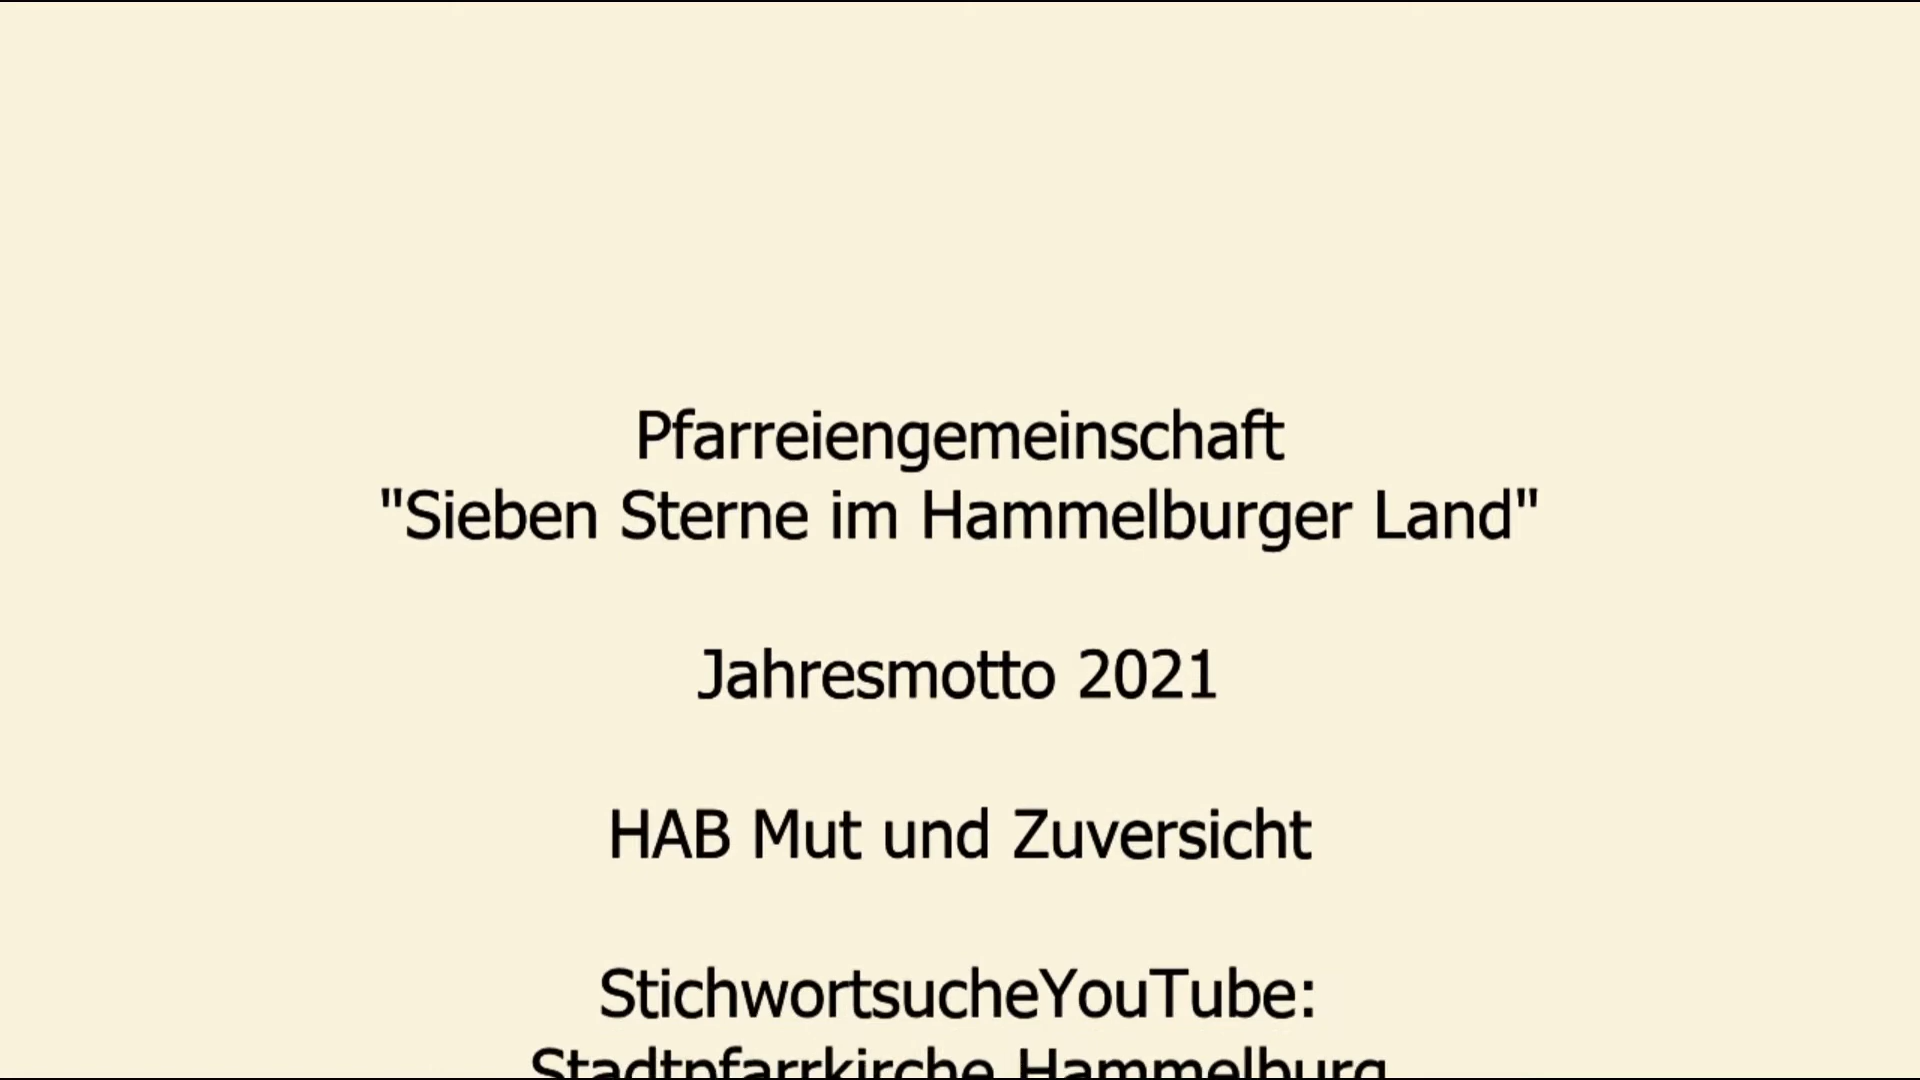 Pfarreiengemeinschaft
"Sieben Sterne im Hammelburger Land"
Jahresmotto 2021
HAB Mut und Zuversicht
StichwortsucheYouTube:
Stadtpfarrkirche Hammelburg